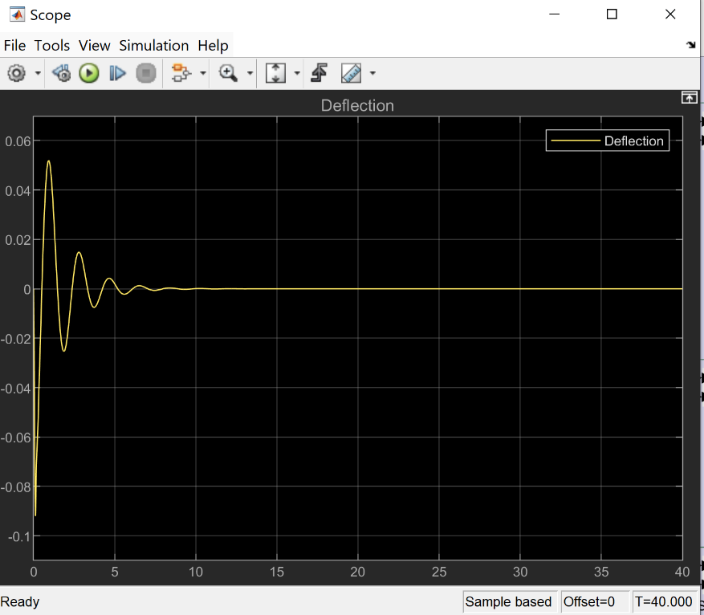 Scope
File Tools View Simulation Help
Deflection
Deflection
0.06
0.04
0.02
0
-0.02
-0.04
-0.06
-0.08
-0.1
0 5 10 15 20 25 30 35 40
Ready Sample based Offset=0 T=40.000